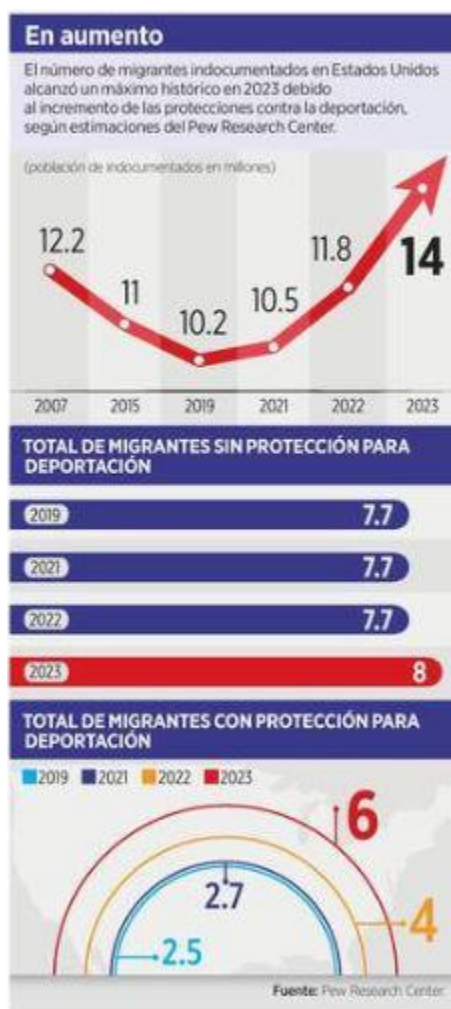 En aumento
El número de migrantes indocumentados en Estados Unidos
alcanzó un máximo histórico en 2023 debido
al incremento de las protecciones contra la deportación,
según estimaciones del Pew Research Center.
(población de indocumentados en millones)
12.2
11
10.2
10.5
11.8
14
2007
2015
2019
2021
2022
2023
TOTAL DE MIGRANTES SIN PROTECCIÓN PARA
DEPORTACIÓN
2019 7.7
2021 7.7
2022 7.7
2023 8
TOTAL DE MIGRANTES CON PROTECCIÓN PARA
DEPORTACIÓN
2019 2021 2022 2023
6
2.7
4
2.5
Fuente: Pew Research Center.